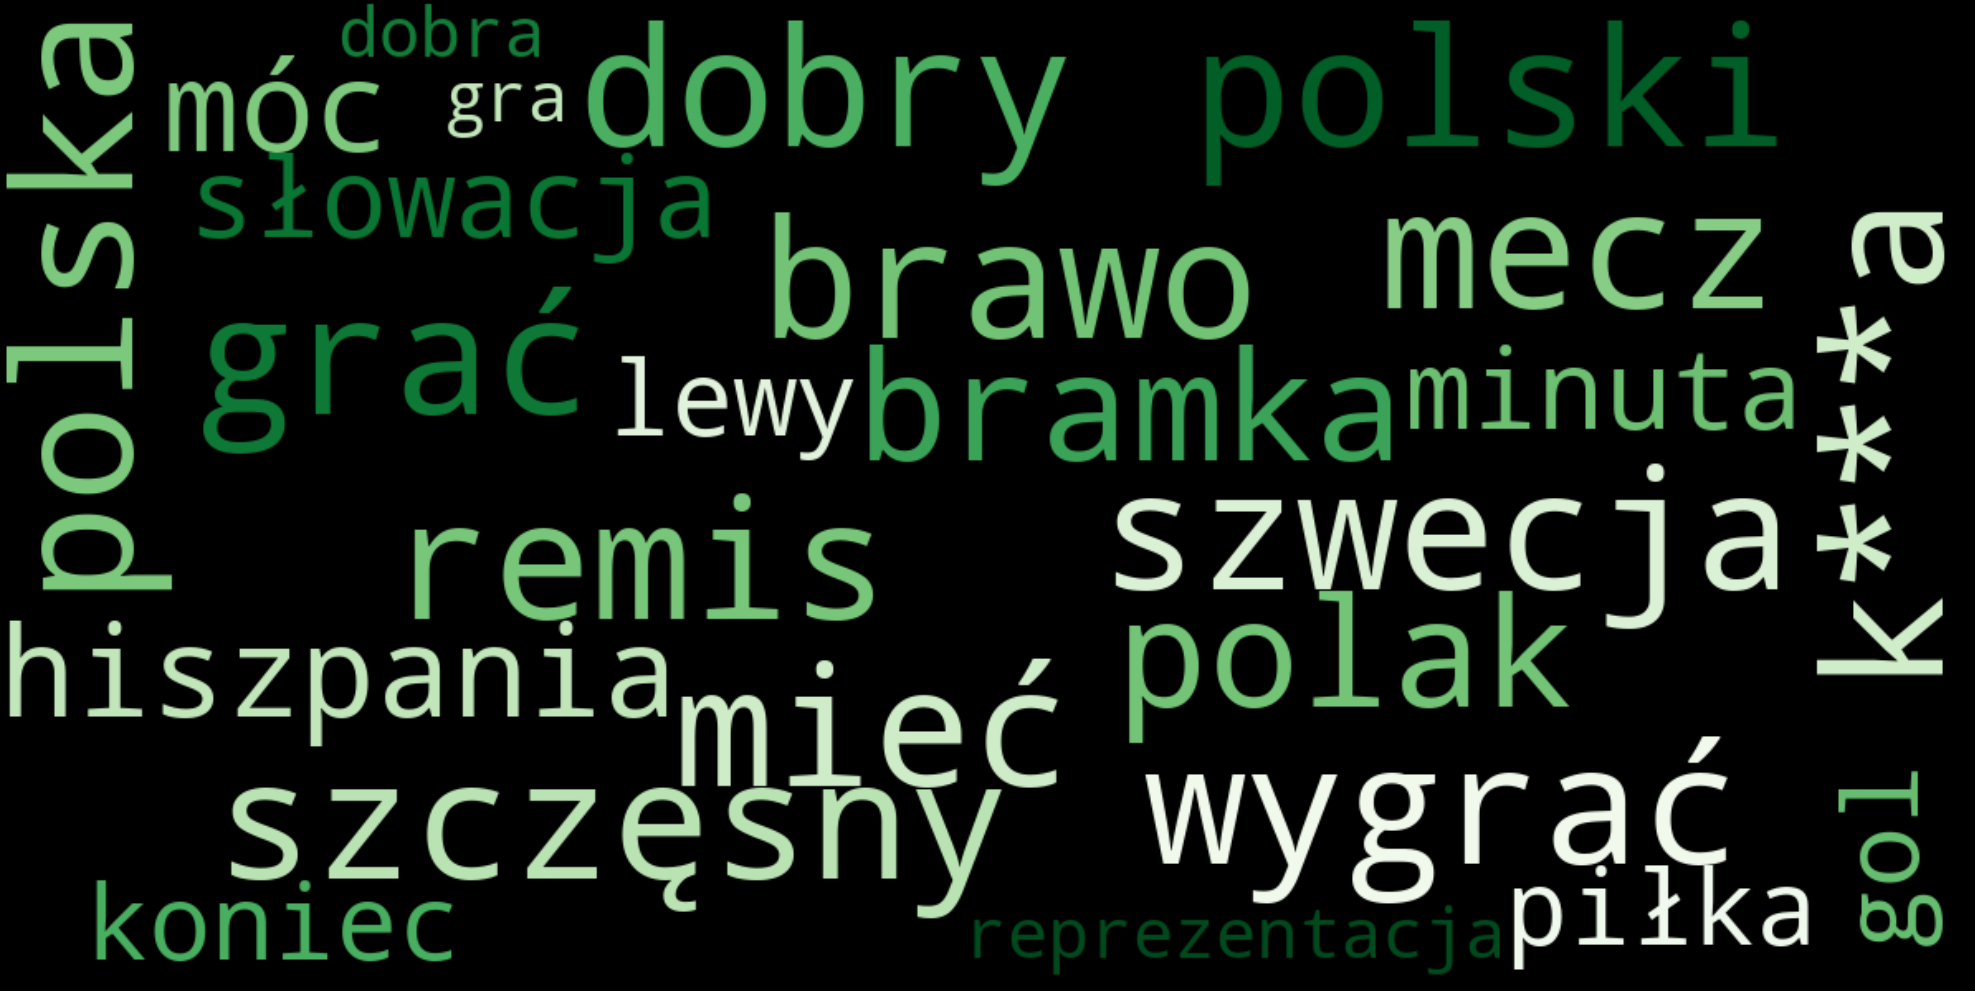 dobra
polska
móc
gra
dobry
polski
słowacja
brawo
mecz
k***a
grać
lewy
bramka
minuta
remis
szwecja
hiszpania
mieć
polak
szczęsny
wygrać
gol
koniec
reprezentacja
piłka